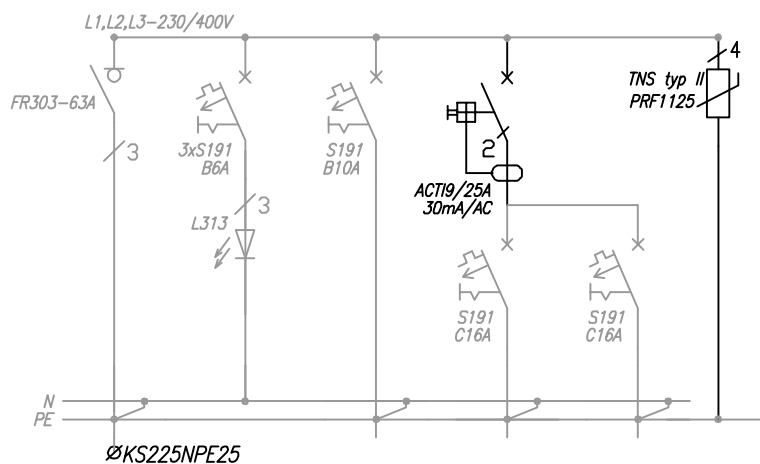 L1,L2,L3-230/400V
FR303-63A
3
3xS191
B6A
3
L313
S191
B10A
2
ACTI9/25A
30mA/AC
S191
C16A
S191
C16A
4
TNS typ II
PRF1125
N
PE
ØKS225NPE25